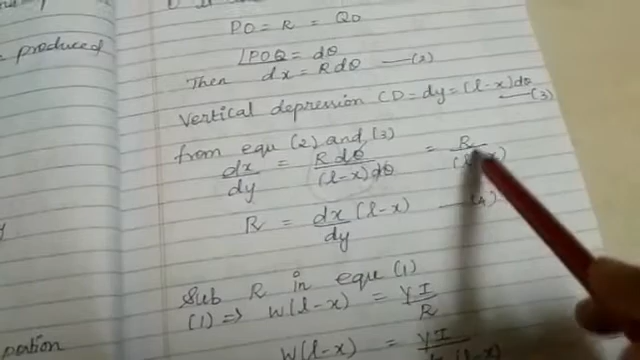 produced
PO = R = QO
∠POQ = dθ
Then dx = Rdθ —(2)
Vertical depression CD = dy = (l-x)dθ —(3)
from equ (2) and (3)
dx/dy = R dθ/(l-x)dθ = R/
R = dx/dy (l-x) — (4)
Sub R in equ (1)
(1) ⇒ W(l-x) = YI/R
W(l-x) = YI